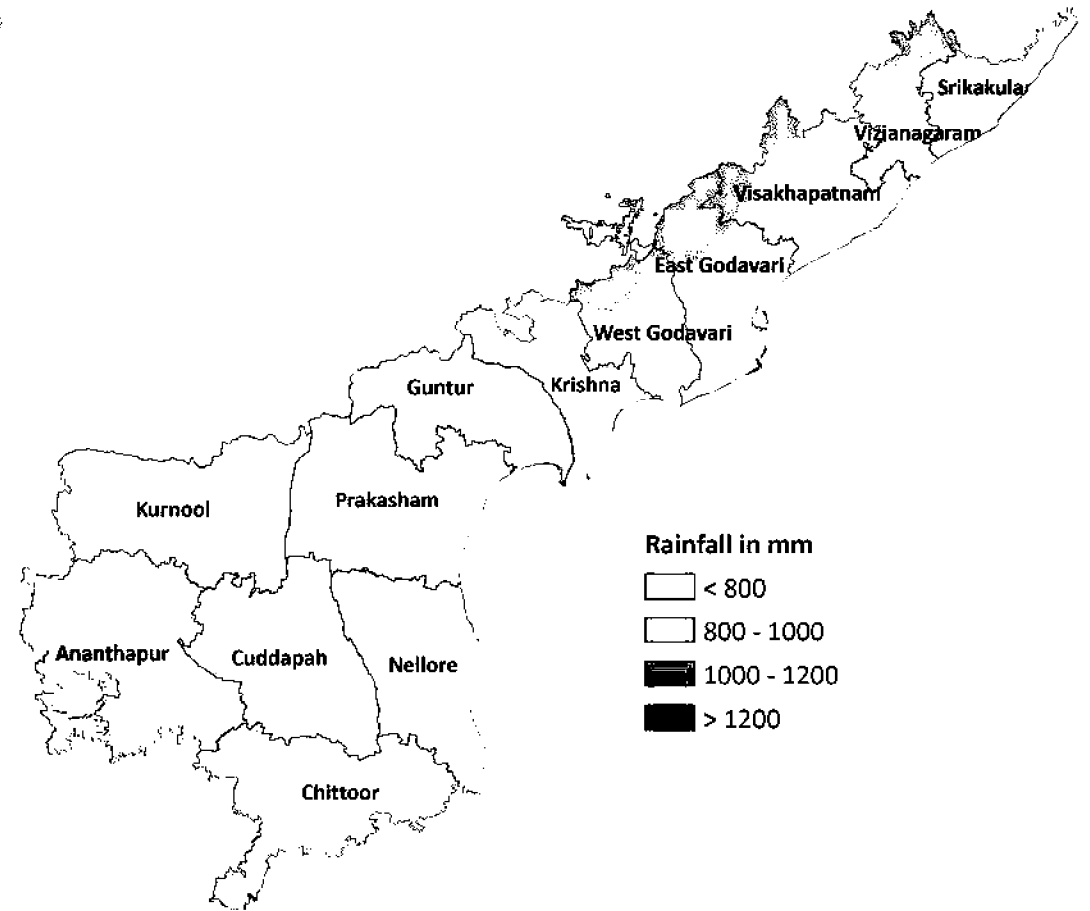 Srikakula
Vizianagaram
Visakhapatnam
East Godavari
West Godavari
Krishna
Guntur
Prakasham
Kurnool
Ananthapur
Cuddapah
Nellore
Chittoor
Rainfall in mm
< 800
800 - 1000
1000 - 1200
> 1200